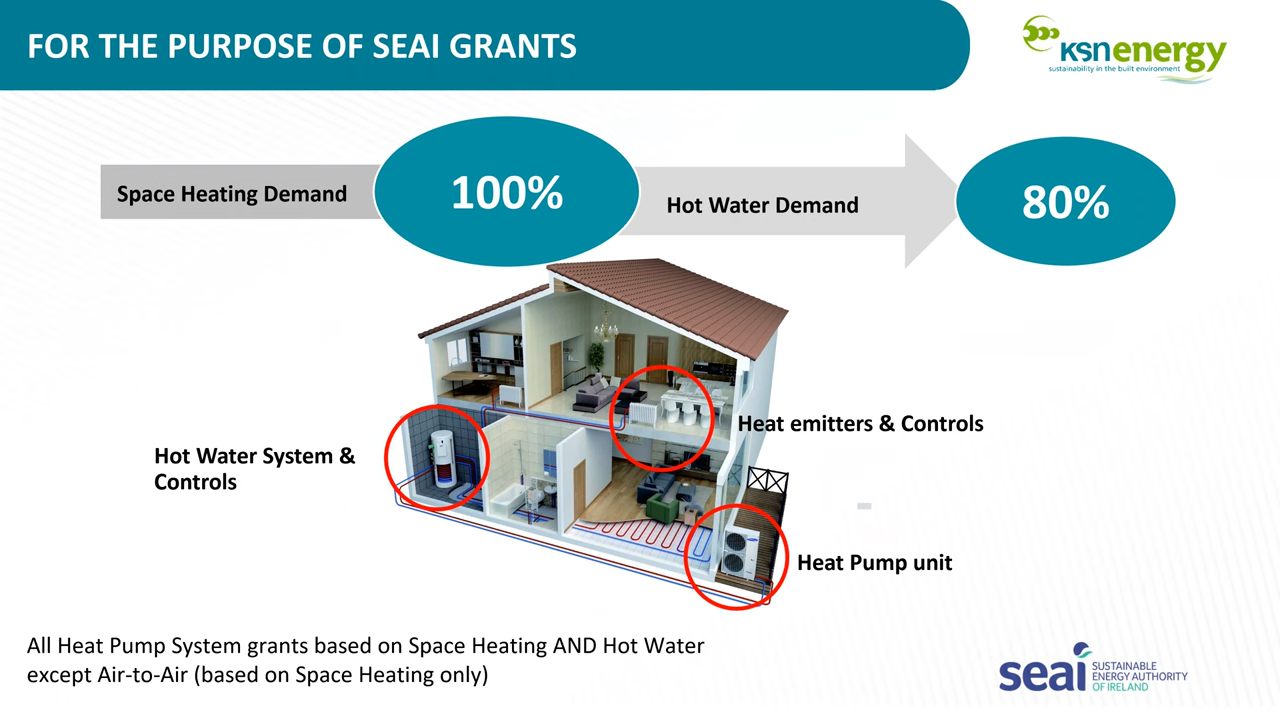 FOR THE PURPOSE OF SEAI GRANTS
KSNenergy
sustainability in the built environment
Space Heating Demand
100%
Hot Water Demand
80%
Heat emitters & Controls
Hot Water System &
Controls
Heat Pump unit
All Heat Pump System grants based on Space Heating AND Hot Water
except Air-to-Air (based on Space Heating only)
seai
SUSTAINABLE
ENERGY AUTHORITY
OF IRELAND